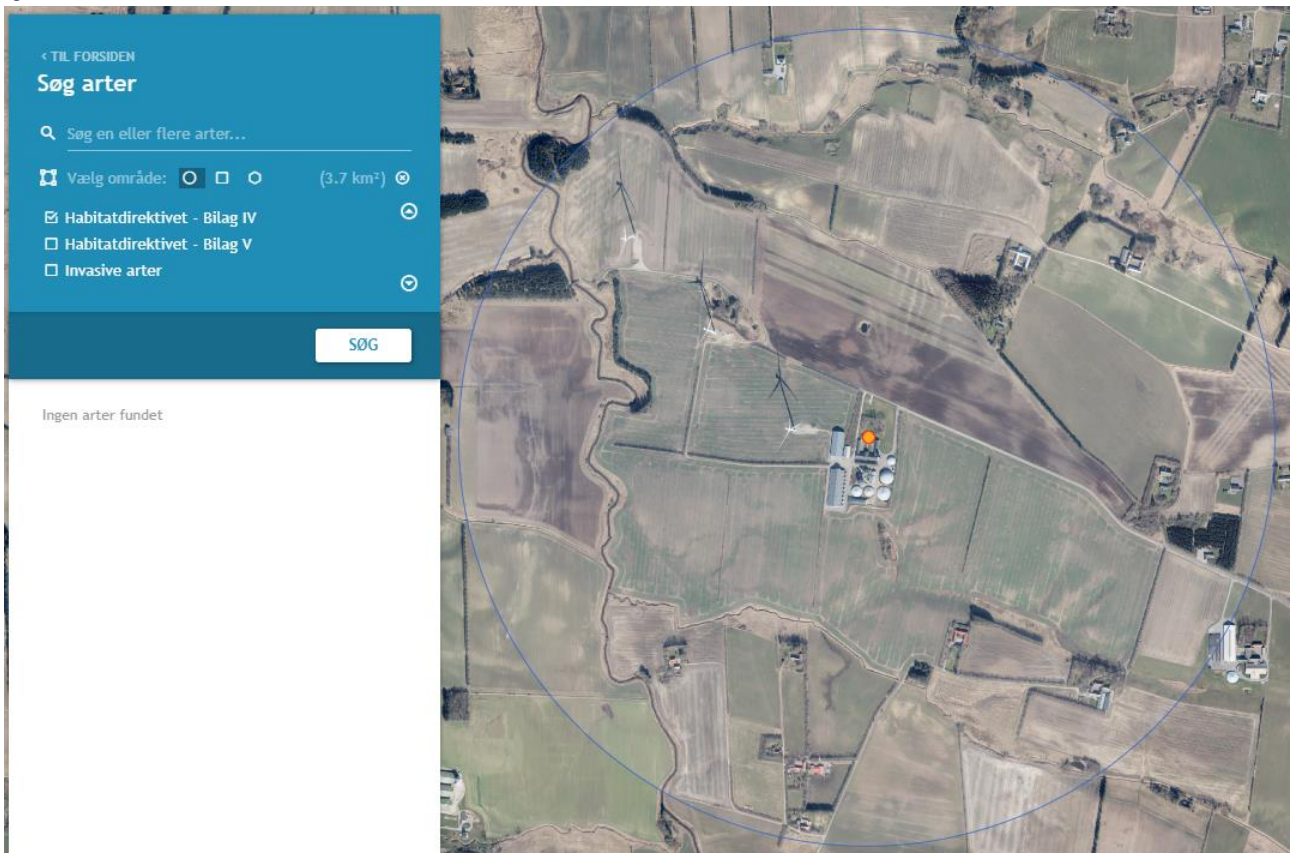 < TIL FORSIDEN
Søg arter
Søg en eller flere arter...
Vælg område: (3.7 km²)
Habitatdirektivet - Bilag IV
Habitatdirektivet - Bilag V
Invasive arter
SØG
Ingen arter fundet